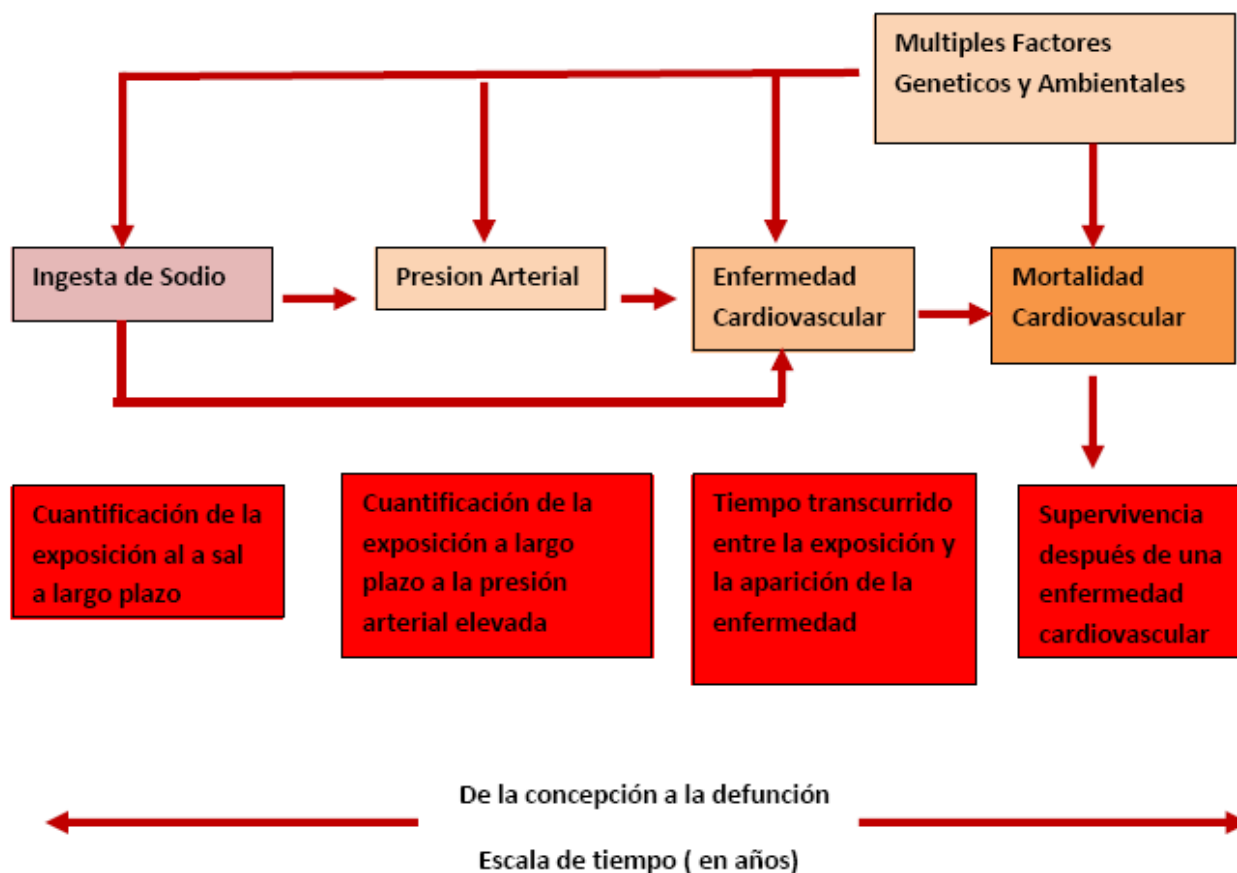 Multiples Factores
Geneticos y Ambientales
Ingesta de Sodio
Presion Arterial
Enfermedad
Cardiovascular
Mortalidad
Cardiovascular
Cuantificación de la
exposición al a sal
a largo plazo
Cuantificación de la
exposición a largo
plazo a la presión
arterial elevada
Tiempo transcurrido
entre la exposición y
la aparición de la
enfermedad
Supervivencia
después de una
enfermedad
cardiovascular
De la concepción a la defunción
Escala de tiempo ( en años)